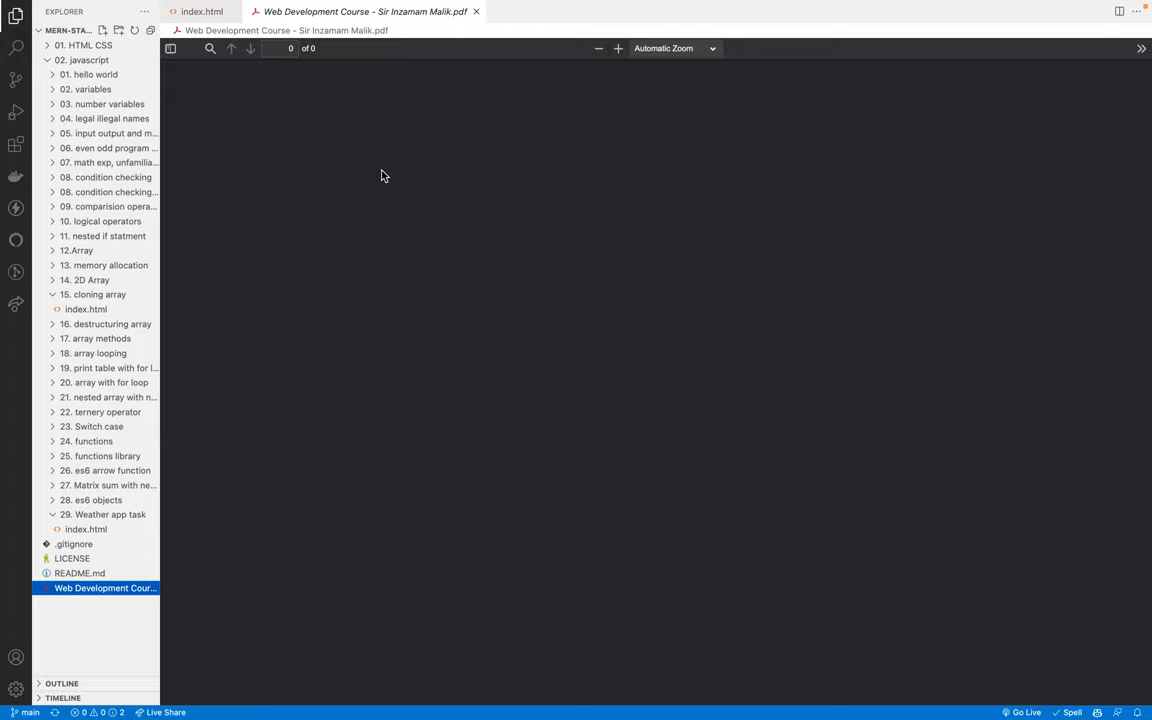 EXPLORER
index.html
Web Development Course - Sir Inzamam Malik.pdf
MERN-STA...
Web Development Course - Sir Inzamam Malik.pdf
0 of 0
Automatic Zoom
01. HTML CSS
02. javascript
01. hello world
02. variables
03. number variables
04. legal illegal names
05. input output and m...
06. even odd program ...
07. math exp, unfamilia...
08. condition checking
08. condition checking...
09. comparision opera...
10. logical operators
11. nested if statment
12.Array
13. memory allocation
14. 2D Array
15. cloning array
index.html
16. destructuring array
17. array methods
18. array looping
19. print table with for l...
20. array with for loop
21. nested array with n...
22. ternery operator
23. Switch case
24. functions
25. functions library
26. es6 arrow function
27. Matrix sum with ne...
28. es6 objects
29. Weather app task
index.html
.gitignore
LICENSE
README.md
Web Development Cour...
OUTLINE
TIMELINE
main
0 0 2
Live Share
Go Live
Spell